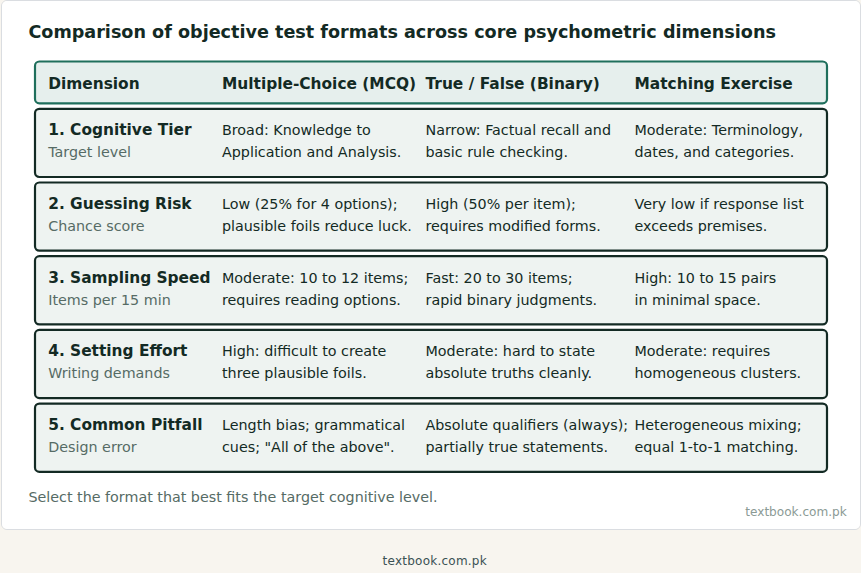 Comparison of objective test formats across core psychometric dimensions
Dimension Multiple-Choice (MCQ) True / False (Binary) Matching Exercise
1. Cognitive Tier Broad: Knowledge to Narrow: Factual recall and Moderate: Terminology,
Target level Application and Analysis. basic rule checking. dates, and categories.
2. Guessing Risk Low (25% for 4 options); High (50% per item); Very low if response list
Chance score plausible foils reduce luck. requires modified forms. exceeds premises.
3. Sampling Speed Moderate: 10 to 12 items; Fast: 20 to 30 items; High: 10 to 15 pairs
Items per 15 min requires reading options. rapid binary judgments. in minimal space.
4. Setting Effort High: difficult to create Moderate: hard to state Moderate: requires
Writing demands three plausible foils. absolute truths cleanly. homogeneous clusters.
5. Common Pitfall Length bias; grammatical Absolute qualifiers (always); Heterogeneous mixing;
Design error cues; "All of the above". partially true statements. equal 1-to-1 matching.
Select the format that best fits the target cognitive level.
textbook.com.pk
textbook.com.pk